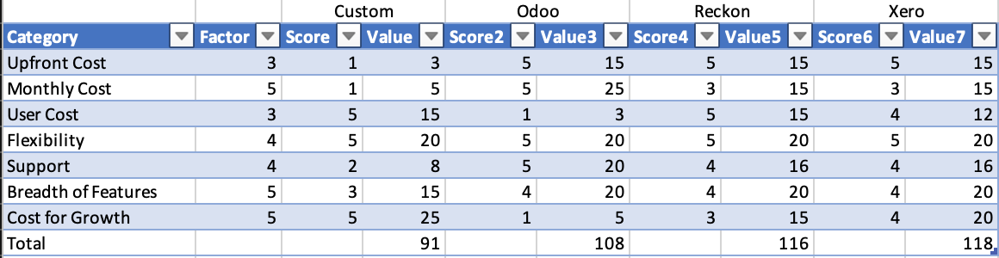 Custom Odoo Reckon Xero
Category Factor Score Value Score2 Value3 Score4 Value5 Score6 Value7
Upfront Cost 3 1 3 5 15 5 15 5 15
Monthly Cost 5 1 5 5 25 3 15 3 15
User Cost 3 5 15 1 3 5 15 4 12
Flexibility 4 5 20 5 20 5 20 5 20
Support 4 2 8 5 20 4 16 4 16
Breadth of Features 5 3 15 4 20 4 20 4 20
Cost for Growth 5 5 25 1 5 3 15 4 20
Total 91 108 116 118